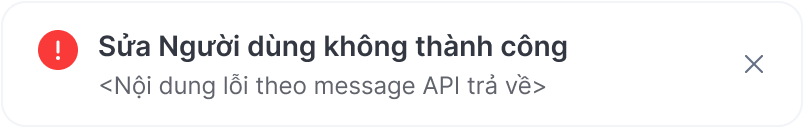 Sửa Người dùng không thành công
<Nội dung lỗi theo message API trả về>